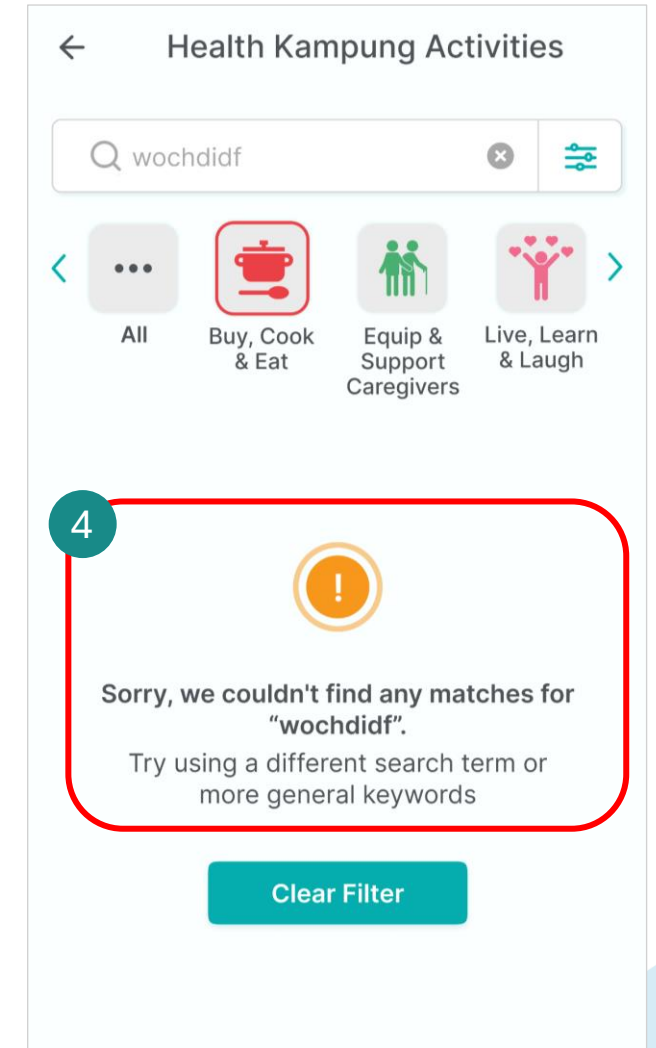 Health Kampung Activities
wochdidf
All
Buy, Cook
& Eat
Equip &
Support
Caregivers
Live, Learn
& Laugh
4
!
Sorry, we couldn't find any matches for
“wochdidf”.
Try using a different search term or
more general keywords
Clear Filter